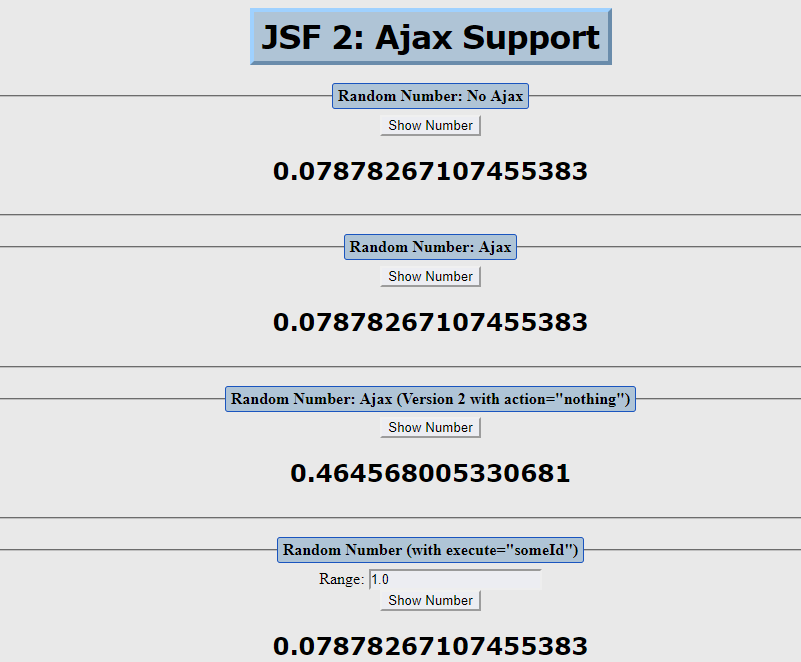 JSF 2: Ajax Support
Random Number: No Ajax
Show Number
0.07878267107455383
Random Number: Ajax
Show Number
0.07878267107455383
Random Number: Ajax (Version 2 with action="nothing")
Show Number
0.464568005330681
Random Number (with execute="someId")
Range: 1.0
Show Number
0.07878267107455383